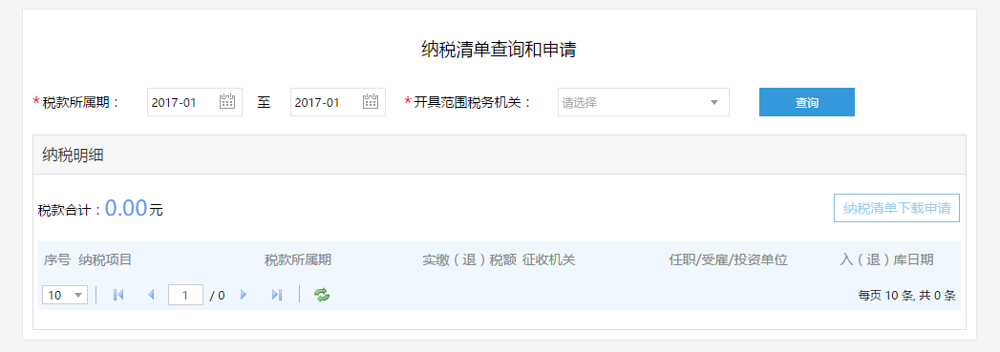 纳税清单查询和申请
*税款所属期： 2017-01 至 2017-01 *开具范围税务机关： 请选择 查询
纳税明细
税款合计：0.00元 纳税清单下载申请
序号 纳税项目 税款所属期 实缴（退）税额 征收机关 任职/受雇/投资单位 入（退）库日期
10 1 / 0 每页 10 条, 共 0 条